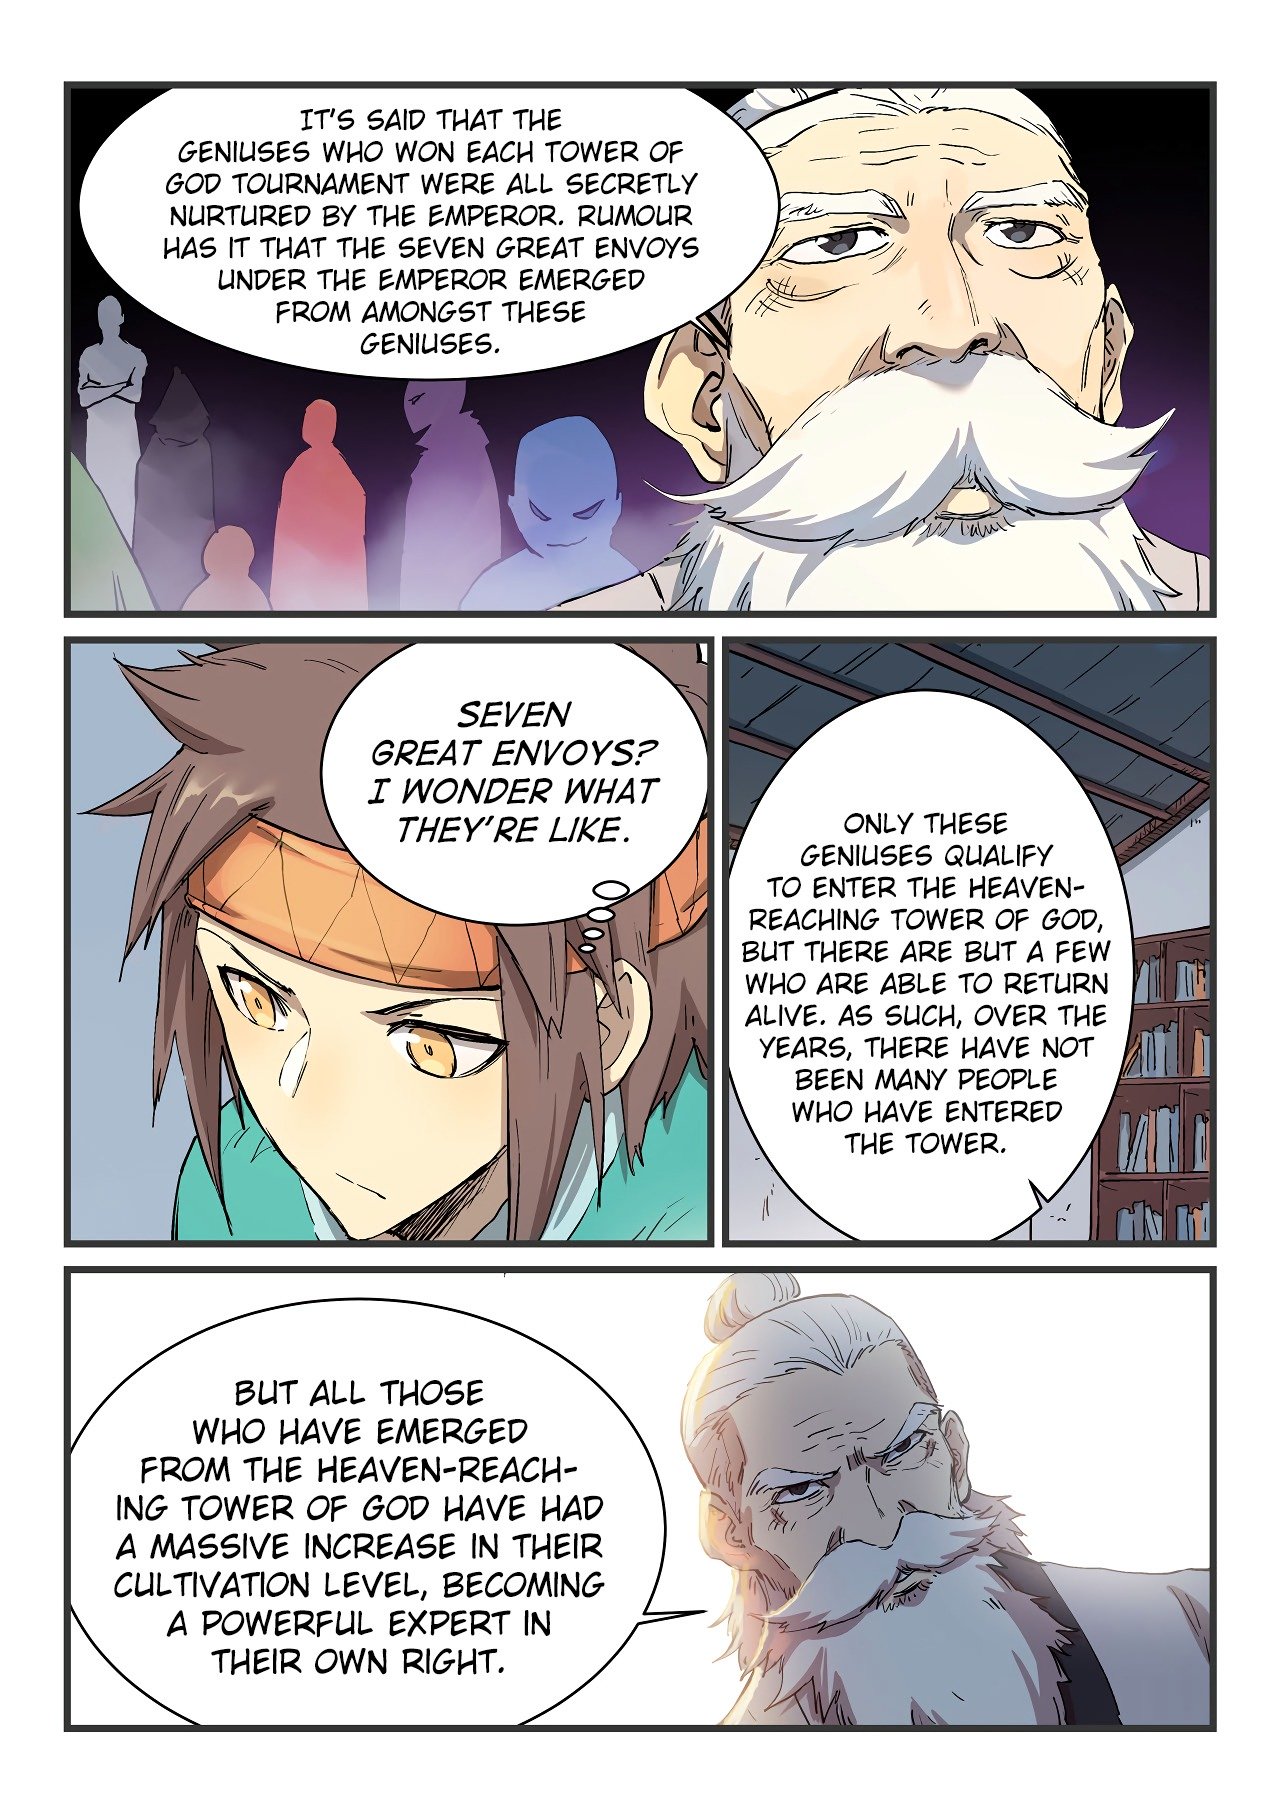 IT'S SAID THAT THE
GENIUSES WHO WON EACH TOWER OF
GOD TOURNAMENT WERE ALL SECRETLY
NURTURED BY THE EMPEROR. RUMOUR
HAS IT THAT THE SEVEN GREAT ENVOYS
UNDER THE EMPEROR EMERGED
FROM AMONGST THESE
GENIUSES.
SEVEN
GREAT ENVOYS?
I WONDER WHAT
THEY'RE LIKE.
ONLY THESE
GENIUSES QUALIFY
TO ENTER THE HEAVEN-
REACHING TOWER OF GOD,
BUT THERE ARE BUT A FEW
WHO ARE ABLE TO RETURN
ALIVE. AS SUCH, OVER THE
YEARS, THERE HAVE NOT
BEEN MANY PEOPLE
WHO HAVE ENTERED
THE TOWER.
BUT ALL THOSE
WHO HAVE EMERGED
FROM THE HEAVEN-REACH-
ING TOWER OF GOD HAVE HAD
A MASSIVE INCREASE IN THEIR
CULTIVATION LEVEL, BECOMING
A POWERFUL EXPERT IN
THEIR OWN RIGHT.